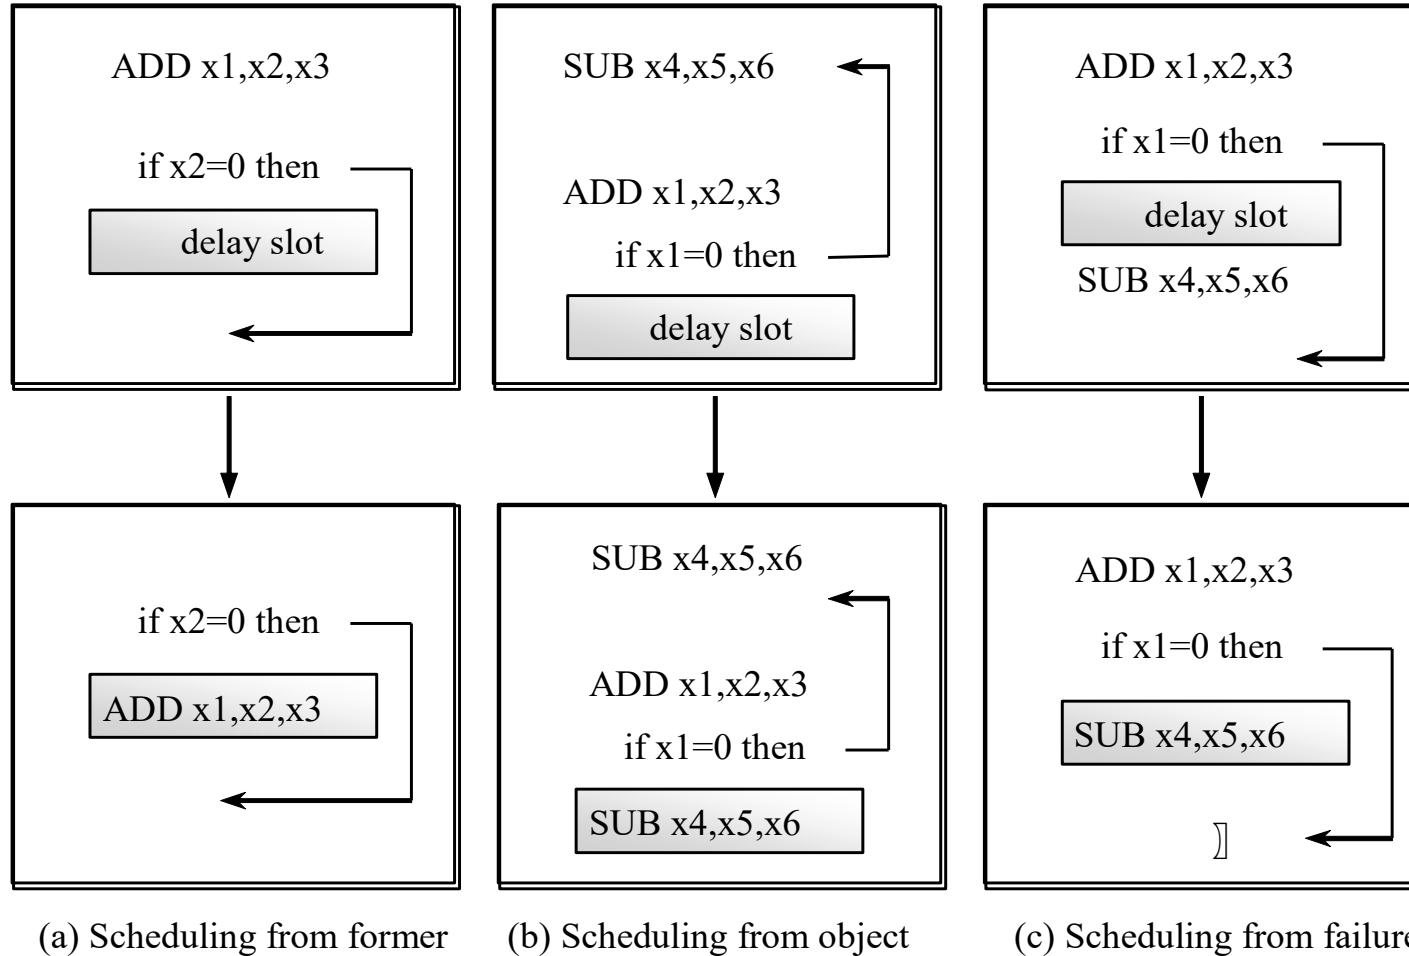 ADD x1,x2,x3
if x2=0 then
delay slot
SUB x4,x5,x6
ADD x1,x2,x3
if x1=0 then
delay slot
ADD x1,x2,x3
if x1=0 then
delay slot
SUB x4,x5,x6
if x2=0 then
ADD x1,x2,x3
SUB x4,x5,x6
ADD x1,x2,x3
if x1=0 then
SUB x4,x5,x6
ADD x1,x2,x3
if x1=0 then
SUB x4,x5,x6
〗
(a) Scheduling from former
(b) Scheduling from object
(c) Scheduling from failure